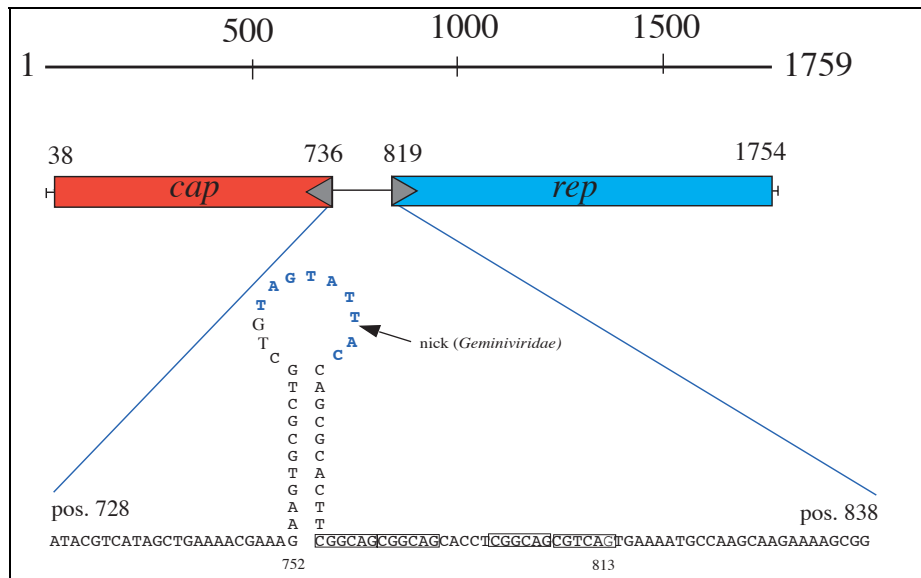 500 1000 1500
1 1759
38 736 819 1754
cap rep
G T
A A
T T
G T
nick (Geminiviridae)
T A
C C
G C
T A
C G
G C
C G
G C
T A
G C
A T
A T
pos. 728 pos. 838
ATACGTCATAGCTGAAAACGAAAG CGGCAGCGGCAGCACCTCGGCAGCGTCAGTGAAAATGCCAAGCAAGAAAAGCGG
752 813